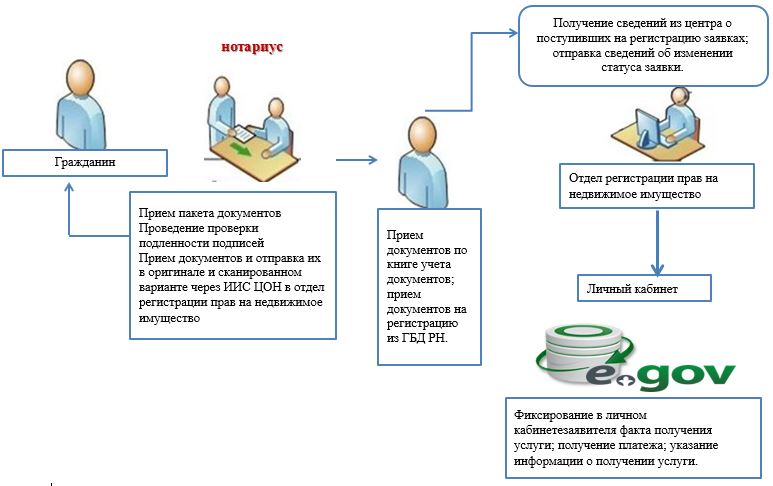 нотариус
Гражданин
Прием пакета документов
Проведение проверки
подленности подписей
Прием документы и отправка их
в оригинале и сканированном
варианте через ИИС ЦОН в отдел
регистрации прав на недвижимое
имущество
Прием
документов по
книге учета
документов;
прием
документов на
регистрацию
из ГБД РН.
Получение сведений из центра о
поступивших на регистрацию заявках;
отправка сведений об изменении
статуса заявки.
Отдел регистрации прав на
недвижимое имущество
Личный кабинет
e.gov
Фиксирование в личном
кабинетезаявителя факта получения
услуги; получение платежа; указание
информации о получении услуги.